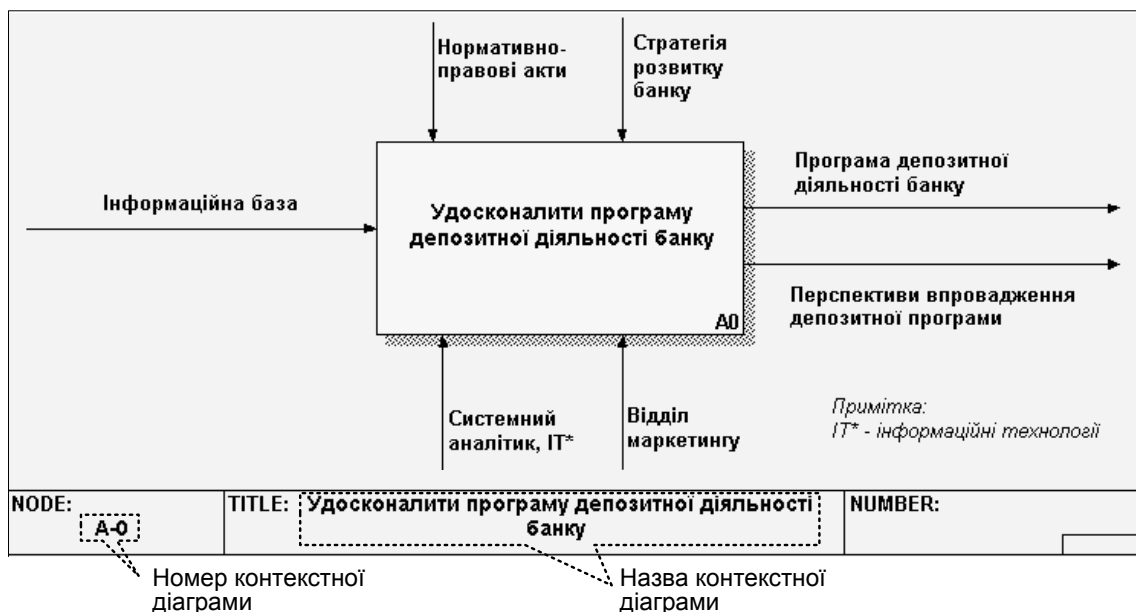 Нормативно-
правові акти
Стратегія
розвитку
банку
Інформаційна база
Удосконалити програму
депозитної діяльності банку
А0
Програма депозитної
діяльності банку
Перспективи впровадження
депозитної програми
Системний
аналітик, ІТ*
Відділ
маркетингу
Примітка:
ІТ* - інформаційні технології
NODE:
А-0
TITLE:
Удосконалити програму депозитної діяльності
банку
NUMBER:
Номер контекстної
діаграми
Назва контекстної
діаграми